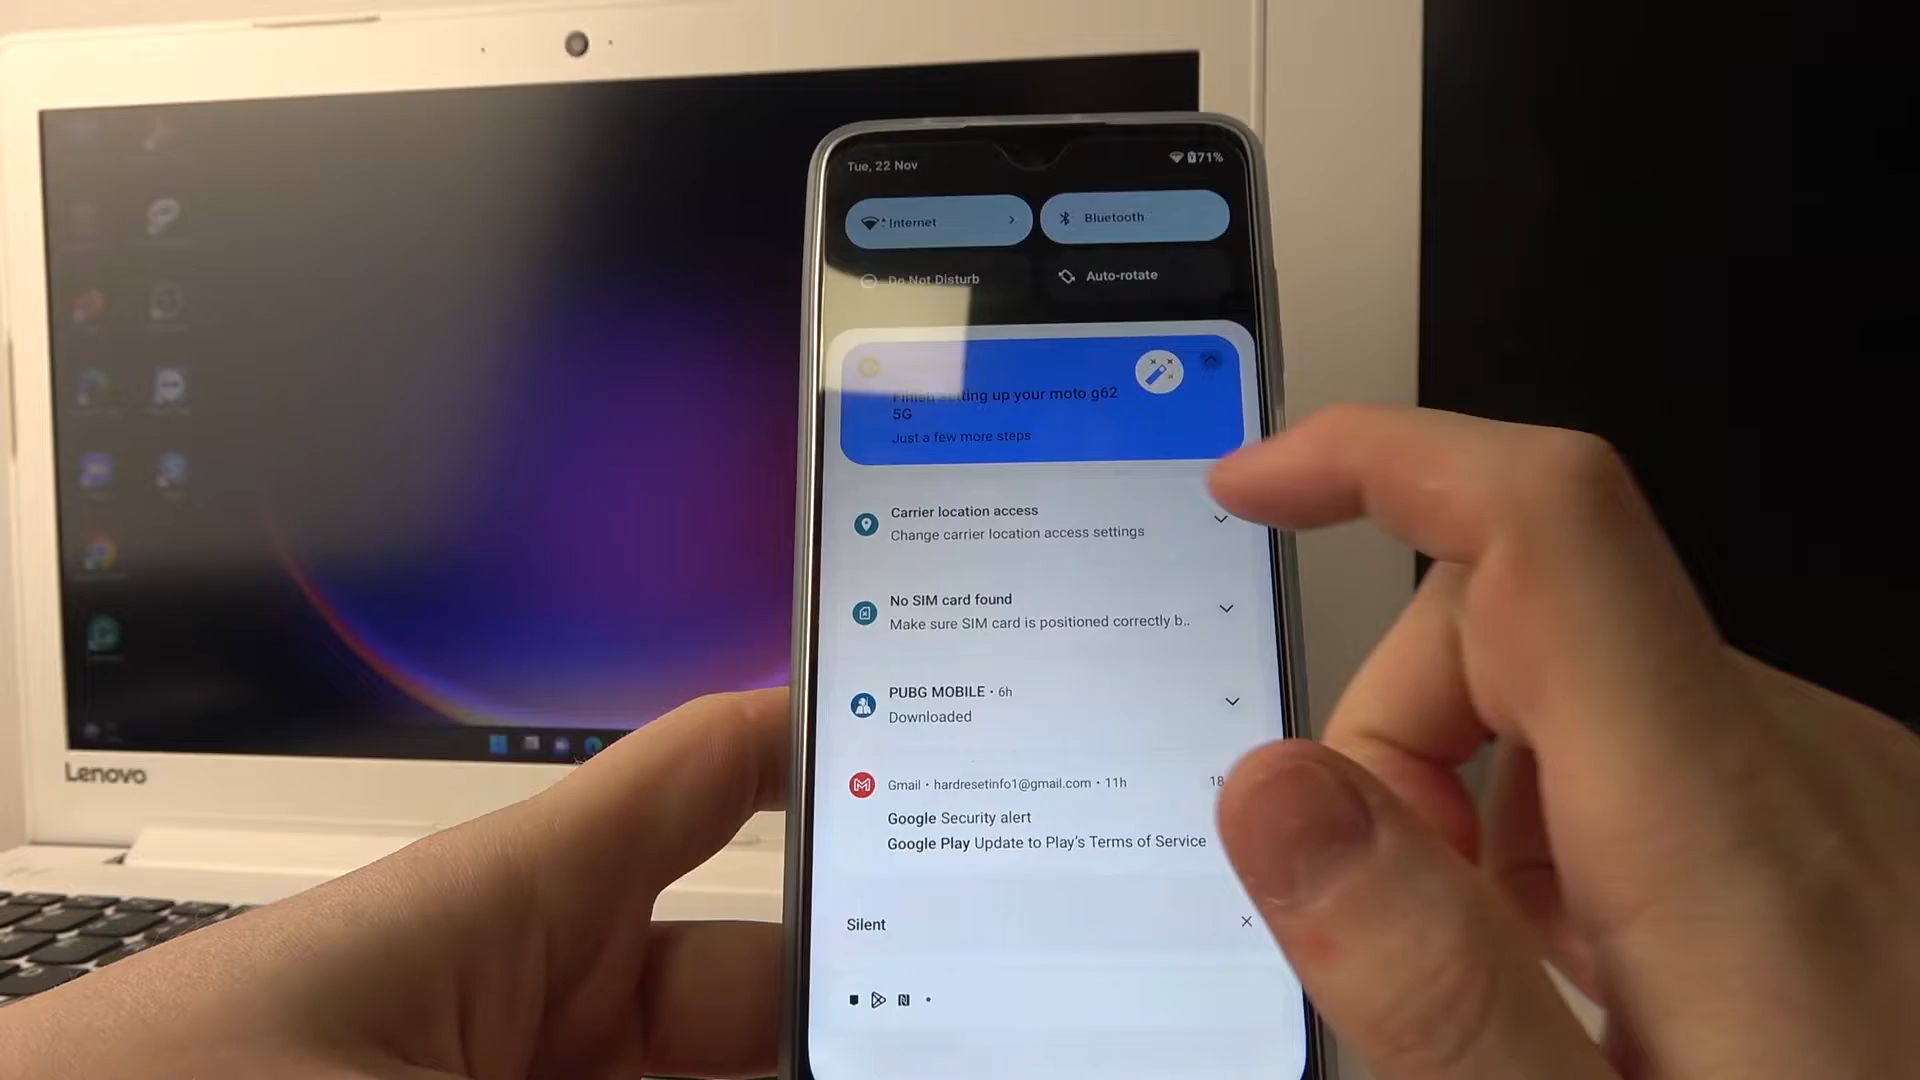 Tue, 22 Nov
71%
Internet
Bluetooth
Do Not Disturb
Auto-rotate
Finish setting up your moto g62
5G
Just a few more steps
Carrier location access
Change carrier location access settings
No SIM card found
Make sure SIM card is positioned correctly b..
PUBG MOBILE • 6h
Downloaded
Gmail • hardresetinfo1@gmail.com • 11h
18
Google Security alert
Google Play Update to Play's Terms of Service
Silent
Lenovo